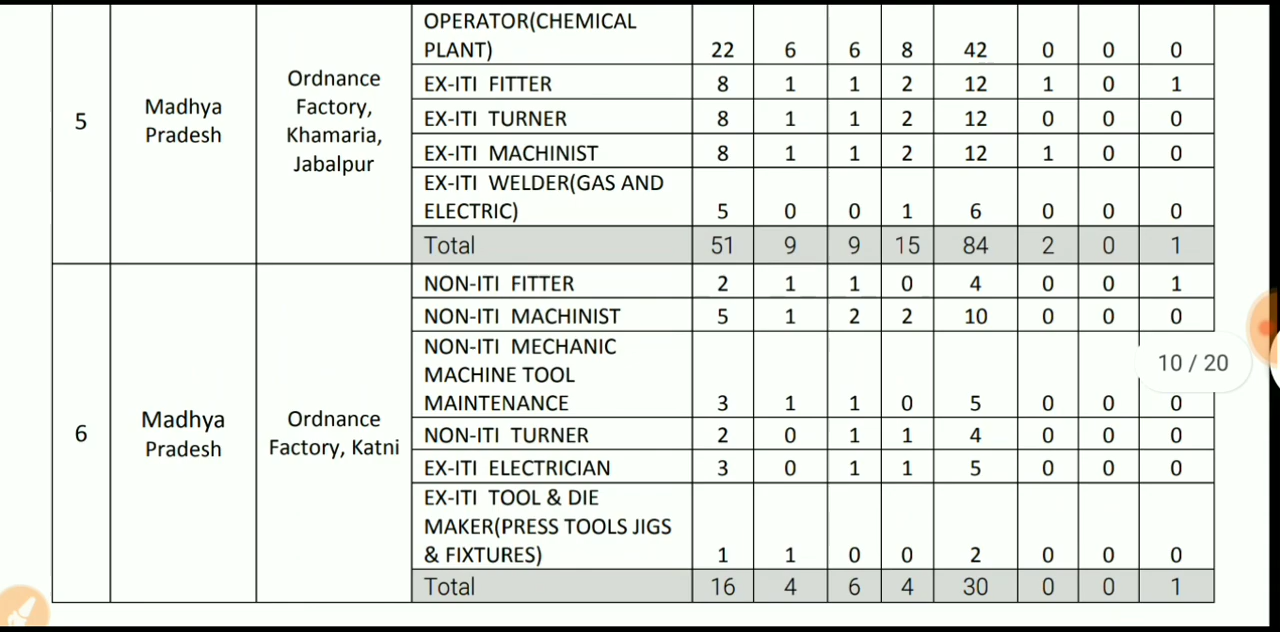 OPERATOR(CHEMICAL
PLANT) 22 6 6 8 42 0 0 0
EX-ITI FITTER 8 1 1 2 12 1 0 1
EX-ITI TURNER 8 1 1 2 12 0 0 0
EX-ITI MACHINIST 8 1 1 2 12 1 0 0
EX-ITI WELDER(GAS AND
ELECTRIC) 5 0 0 1 6 0 0 0
Total 51 9 9 15 84 2 0 1
5
Madhya
Pradesh
Ordnance
Factory,
Khamaria,
Jabalpur
NON-ITI FITTER 2 1 1 0 4 0 0 1
NON-ITI MACHINIST 5 1 2 2 10 0 0 0
NON-ITI MECHANIC
MACHINE TOOL
MAINTENANCE 3 1 1 0 5 0 0 0
NON-ITI TURNER 2 0 1 1 4 0 0 0
EX-ITI ELECTRICIAN 3 0 1 1 5 0 0 0
EX-ITI TOOL & DIE
MAKER(PRESS TOOLS JIGS
& FIXTURES) 1 1 0 0 2 0 0 0
Total 16 4 6 4 30 0 0 1
6
Madhya
Pradesh
Ordnance
Factory, Katni
10 / 20